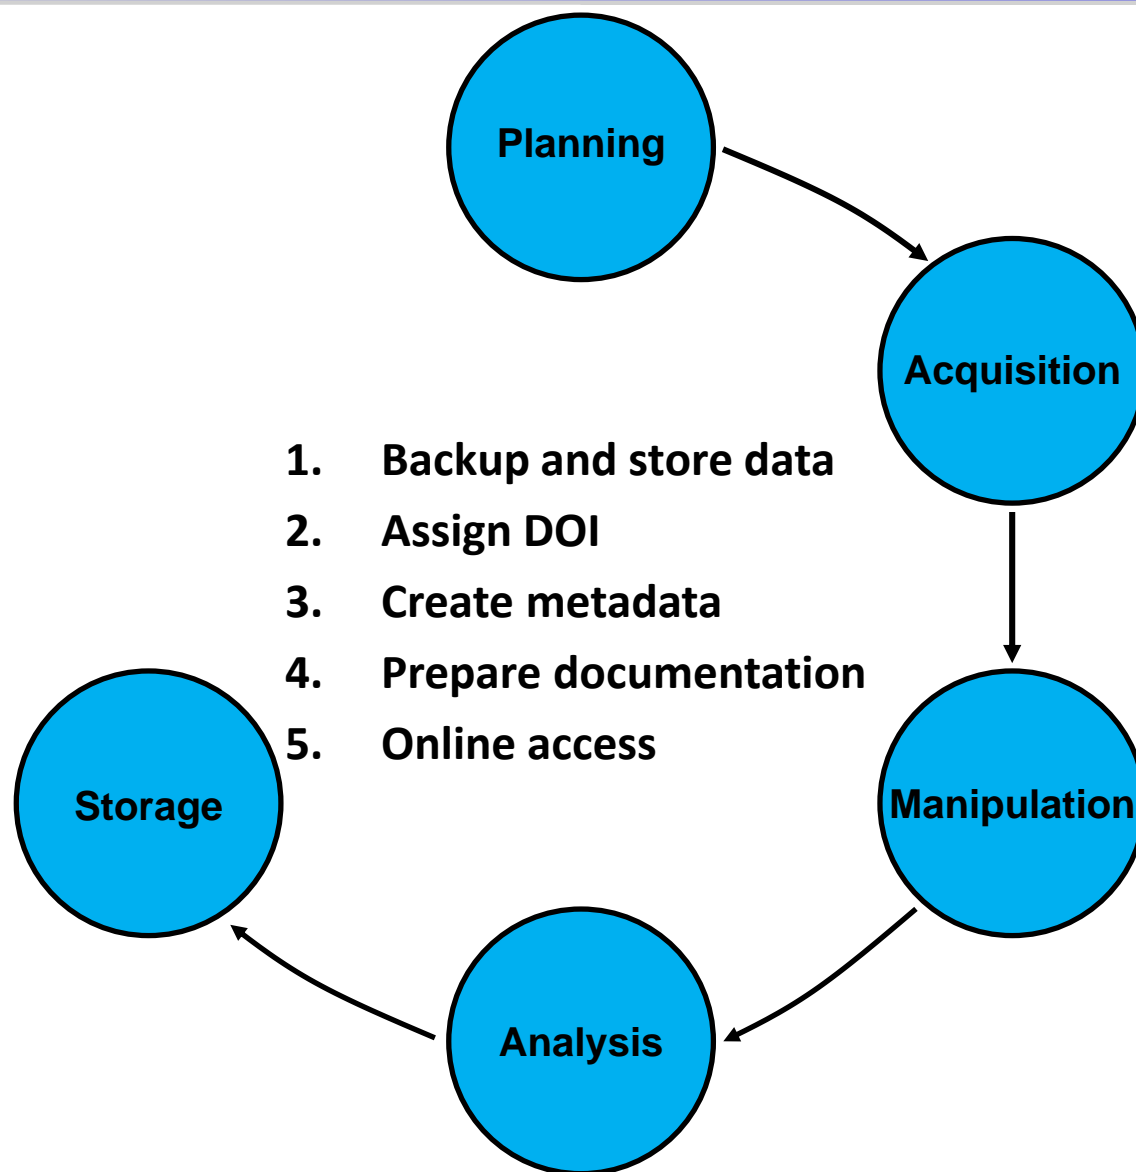 Planning
Acquisition
1. Backup and store data
2. Assign DOI
3. Create metadata
4. Prepare documentation
5. Online access
Storage
Manipulation
Analysis